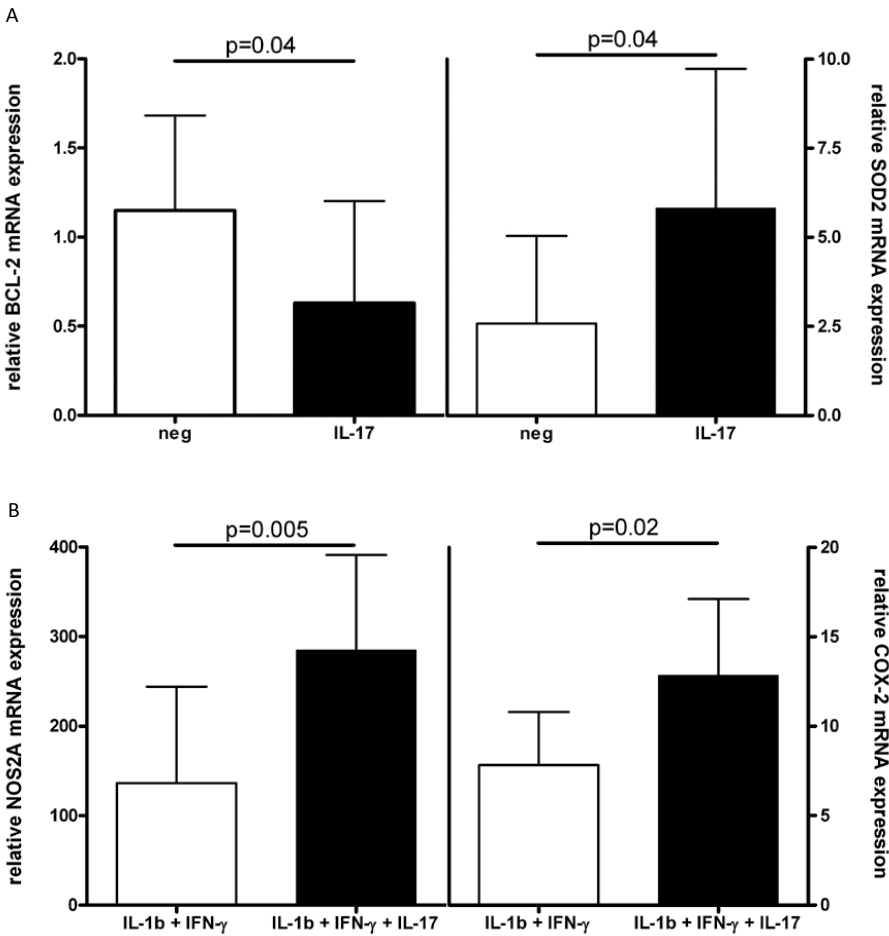 A
p=0.04
p=0.04
relative BCL-2 mRNA expression
2.0
1.5
1.0
0.5
0.0
neg
IL-17
neg
IL-17
10.0
7.5
5.0
2.5
0.0
relative SOD2 mRNA expression
B
p=0.005
p=0.02
relative NOS2A mRNA expression
400
300
200
100
0
IL-1b + IFN-γ
IL-1b + IFN-γ + IL-17
IL-1b + IFN-γ
IL-1b + IFN-γ + IL-17
20
15
10
5
0
relative COX-2 mRNA expression